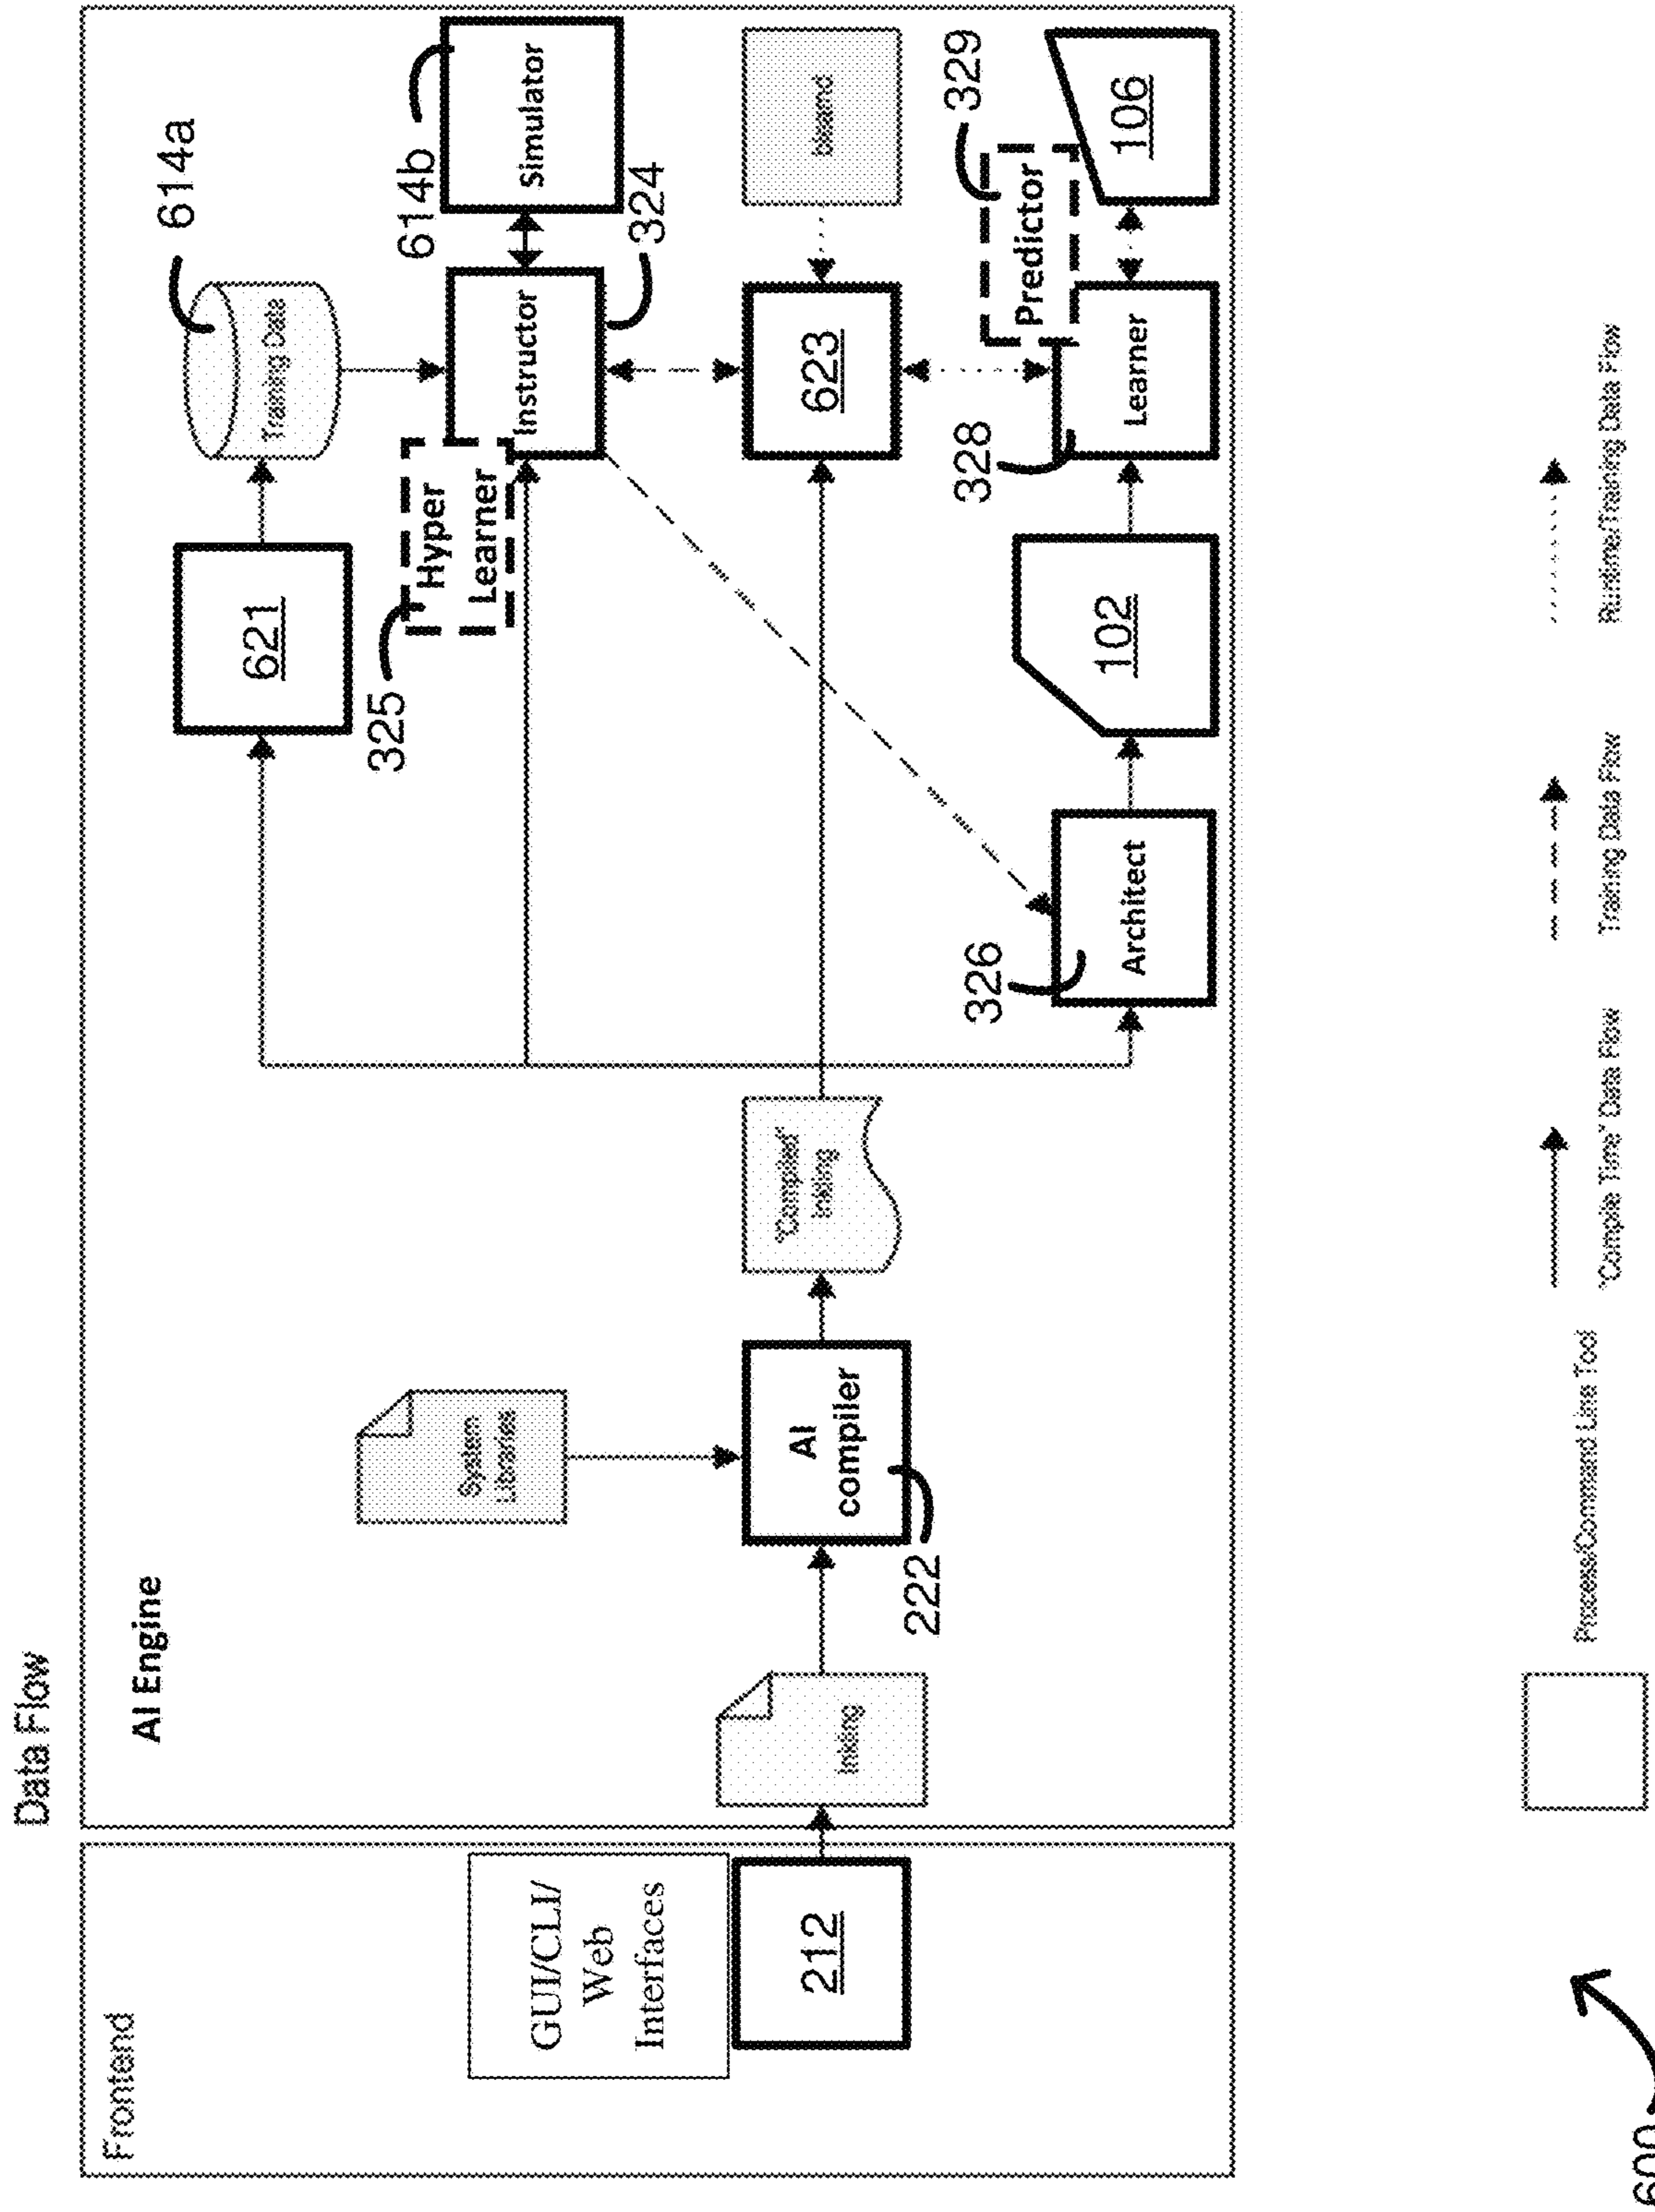 Data Flow
Frontend
GUI/CLI/
Web
Interfaces
212
AI Engine
Inkling
System
Libraries
AI
compiler
222
"Compiled"
Inkling
621
614a
Training Data
325
Hyper
Learner
Instructor
324
614b
Simulator
623
326
Architect
102
328
Learner
329
Predictor
106
Process/Command Line Tool
"Compile Time" Data Flow
Training Data Flow
Runtime/Training Data Flow
600